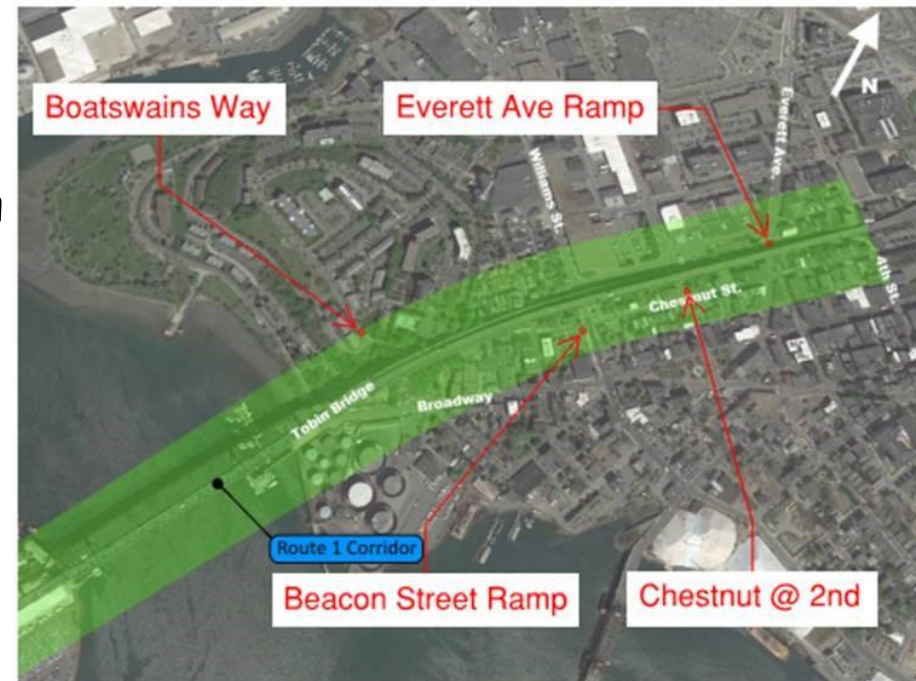 Boatswains Way
Everett Ave Ramp
N
Everett Ave.
Williams St.
4th St.
Chestnut St.
Tobin Bridge
Broadway
Route 1 Corridor
Beacon Street Ramp
Chestnut @ 2nd